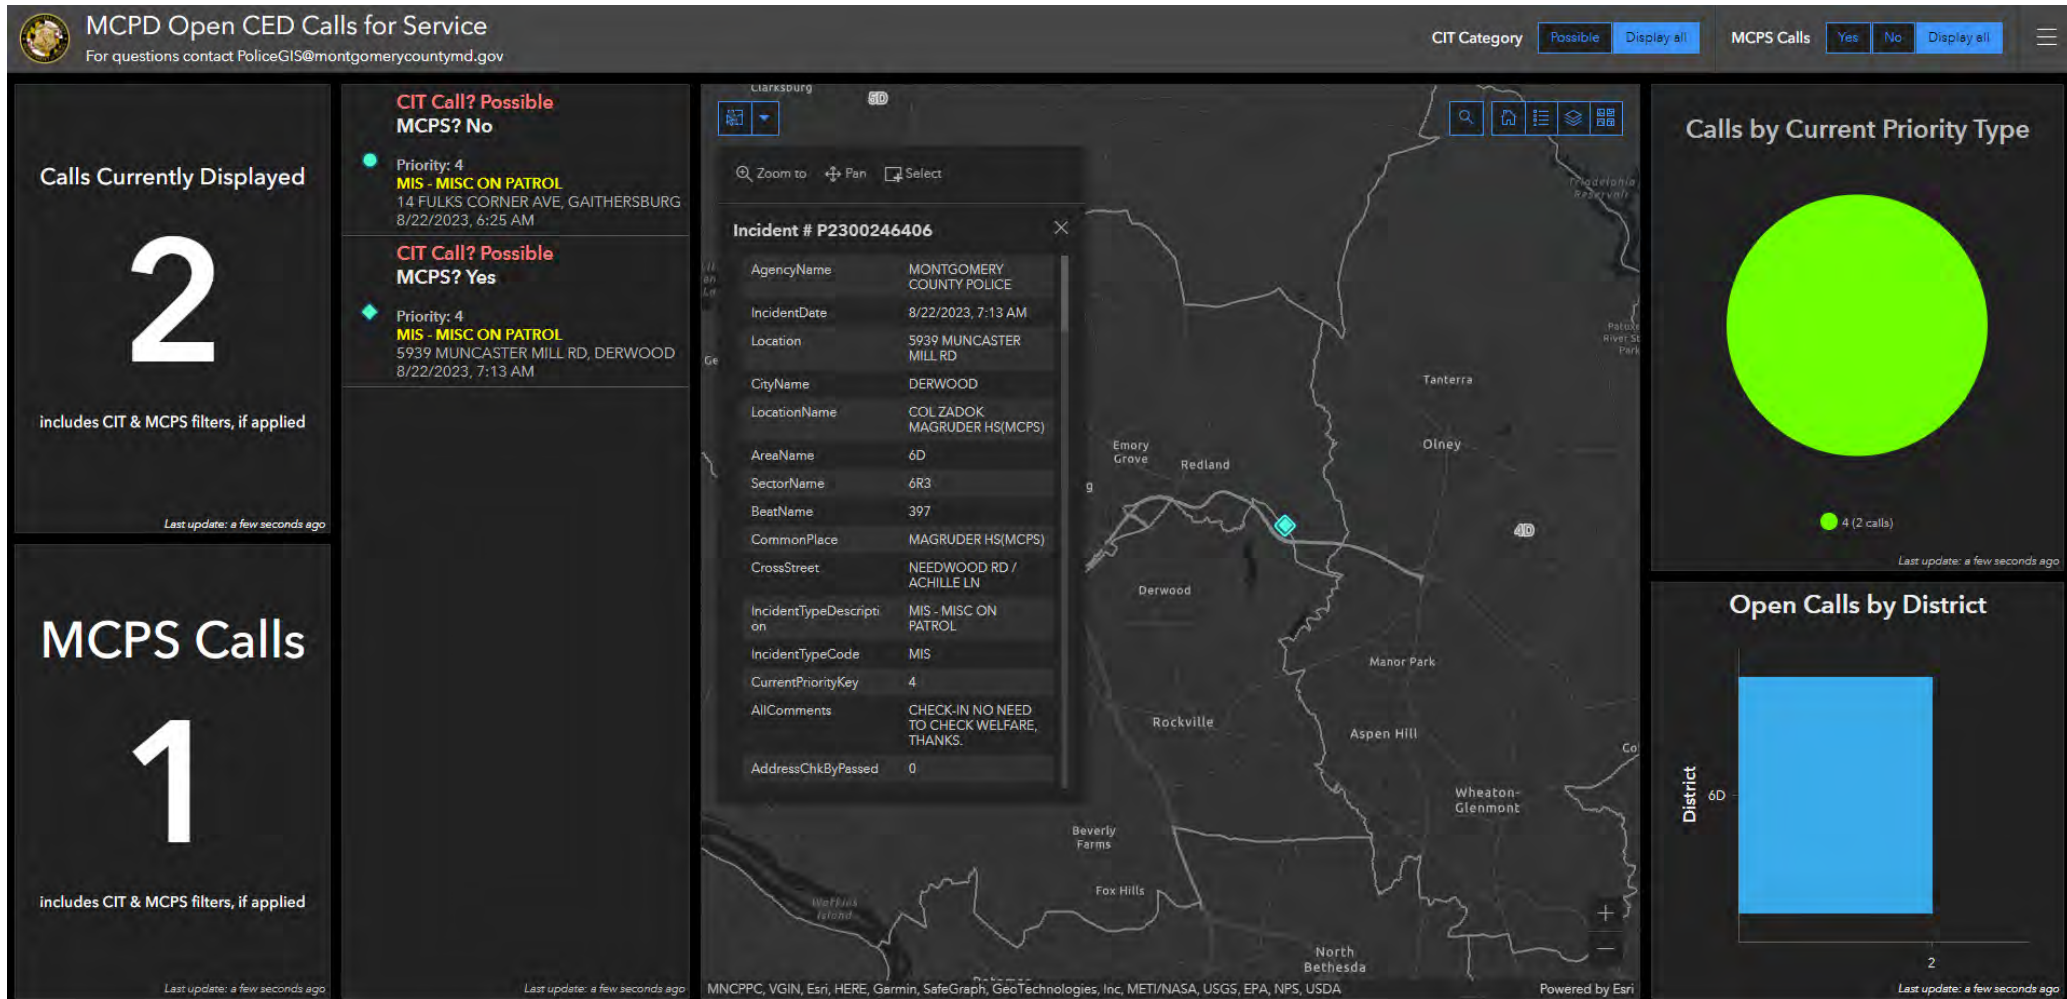 MCPD Open CED Calls for Service
For questions contact PoliceGIS@montgomerycountymd.gov
CIT Category
Possible
Display all
MCPS Calls
Yes
No
Display all
Calls Currently Displayed
2
includes CIT & MCPS filters, if applied
Last update: a few seconds ago
MCPS Calls
1
includes CIT & MCPS filters, if applied
Last update: a few seconds ago
CIT Call? Possible
MCPS? No
Priority: 4
MIS - MISC ON PATROL
14 FULKS CORNER AVE, GAITHERSBURG
8/22/2023, 6:25 AM
CIT Call? Possible
MCPS? Yes
Priority: 4
MIS - MISC ON PATROL
5939 MUNCASTER MILL RD, DERWOOD
8/22/2023, 7:13 AM
Last update: a few seconds ago
Clarksburg
5D
Zoom to
Pan
Select
Incident # P2300246406
AgencyName MONTGOMERY
COUNTY POLICE
IncidentDate 8/22/2023, 7:13 AM
Location 5939 MUNCASTER
MILL RD
CityName DERWOOD
LocationName COL ZADOK
MAGRUDER HS(MCPS)
AreaName 6D
SectorName 6R3
BeatName 397
CommonPlace MAGRUDER HS(MCPS)
CrossStreet NEEDWOOD RD /
ACHILLE LN
IncidentTypeDescripti
on
MIS - MISC ON
PATROL
IncidentTypeCode MIS
CurrentPriorityKey 4
AllComments CHECK-IN NO NEED
TO CHECK WELFARE,
THANKS.
AddressChkByPassed 0
Triadelphia
Reservoir
River St
Park
Tanterra
Olney
Emory
Grove
Redland
4D
Derwood
Manor Park
Rockville
Aspen Hill
Wheaton-
Glenmont
Beverly
Farms
Fox Hills
Watkins
Island
North
Bethesda
MNCPPC, VGIN, Esri, HERE, Garmin, SafeGraph, GeoTechnologies, Inc, METI/NASA, USGS, EPA, NPS, USDA
Powered by Esri
Calls by Current Priority Type
4 (2 calls)
Last update: a few seconds ago
Open Calls by District
District
6D
2
Last update: a few seconds ago